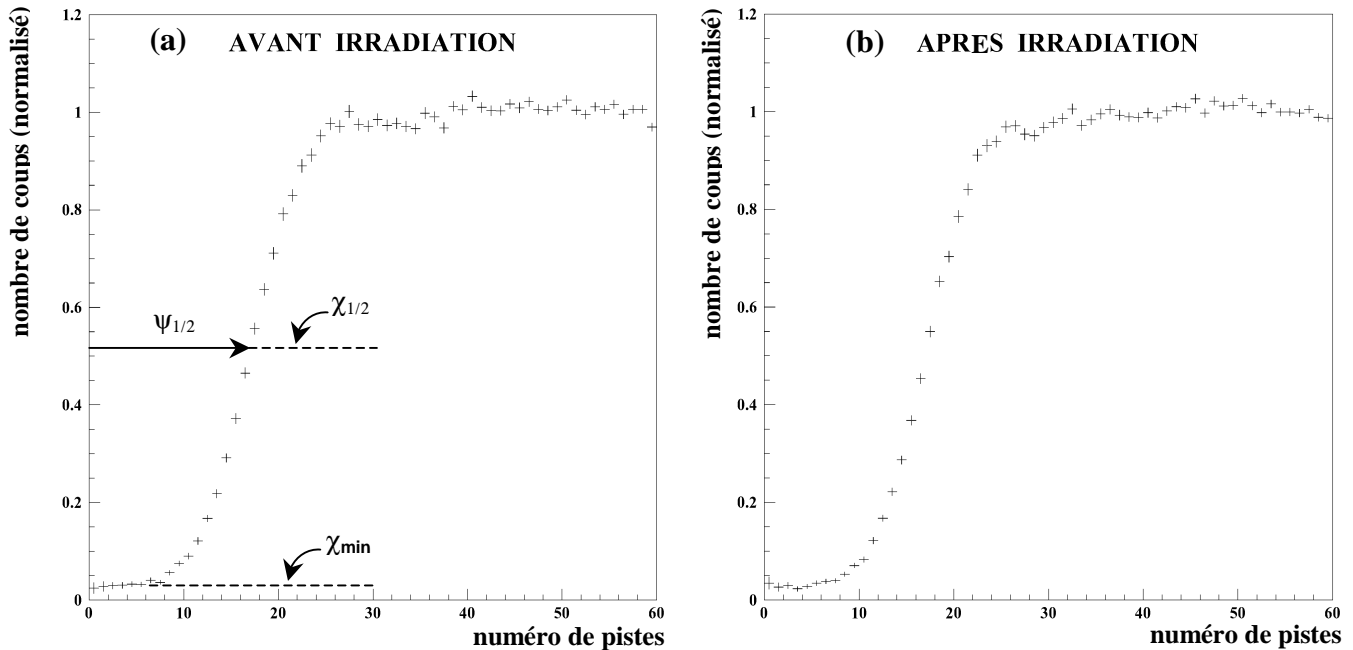 (a) AVANT IRRADIATION
nombre de coups (normalisé)
1.2
1
0.8
0.6
0.4
0.2
0
ψ1/2
χ1/2
χmin
0 10 20 30 40 50 60
numéro de pistes
(b) APRES IRRADIATION
nombre de coups (normalisé)
1.2
1
0.8
0.6
0.4
0.2
0
0 10 20 30 40 50 60
numéro de pistes